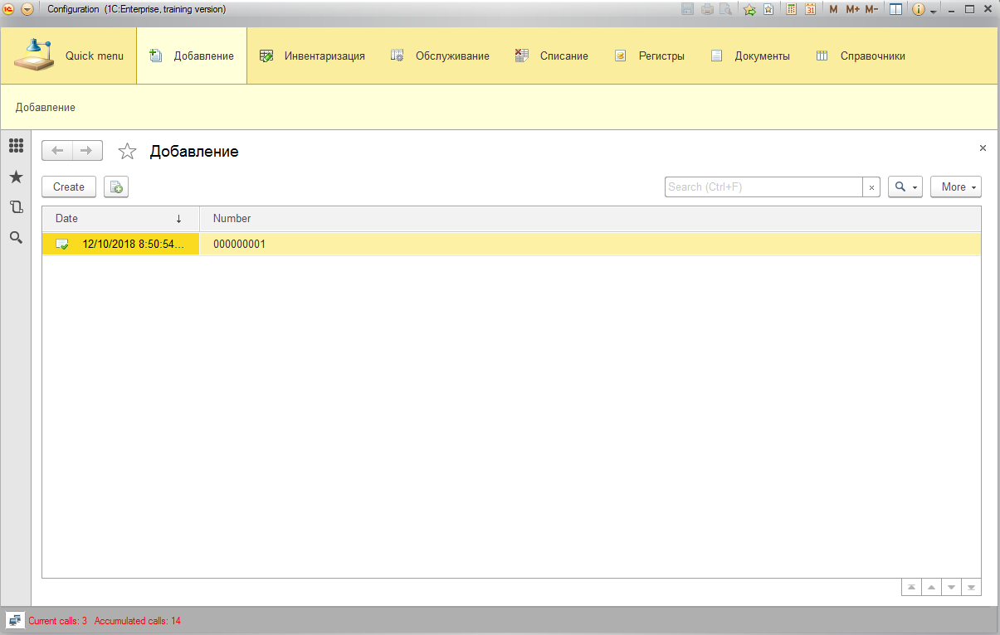 Configuration (1C:Enterprise, training version)
31 M M+ M-
Quick menu Добавление Инвентаризация Обслуживание Списание Регистры Документы Справочники
Добавление
Добавление
Create Search (Ctrl+F) × More
Date ↓ Number
12/10/2018 8:50:54... 000000001
Current calls: 3 Accumulated calls: 14